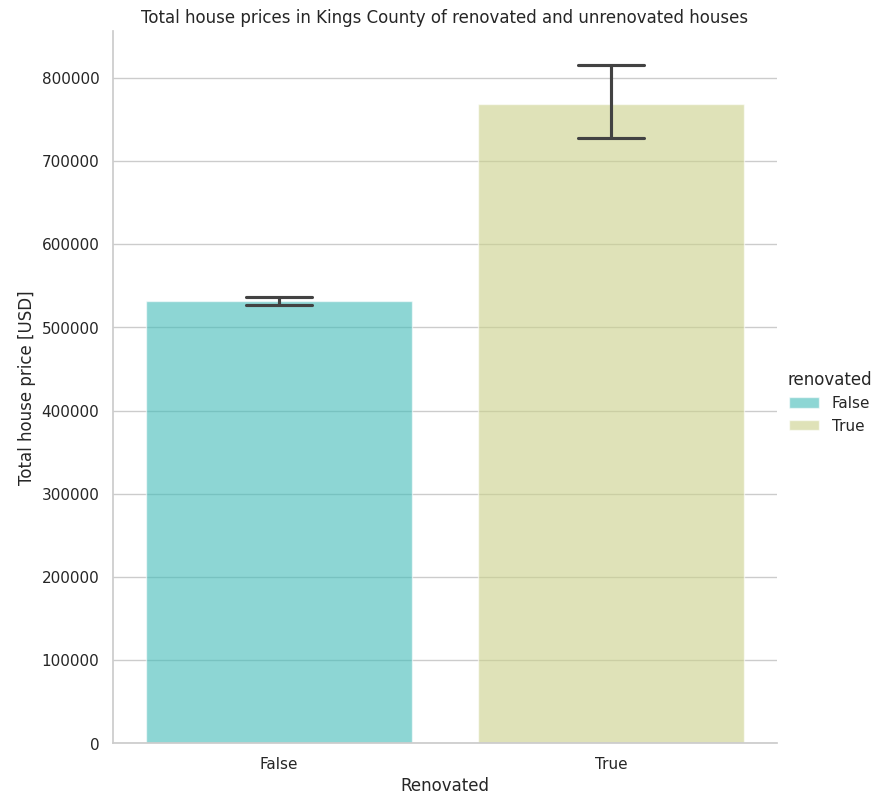 Total house prices in Kings County of renovated and unrenovated houses
Total house price [USD]
800000
700000
600000
500000
400000
300000
200000
100000
0
False
True
Renovated
renovated
False
True